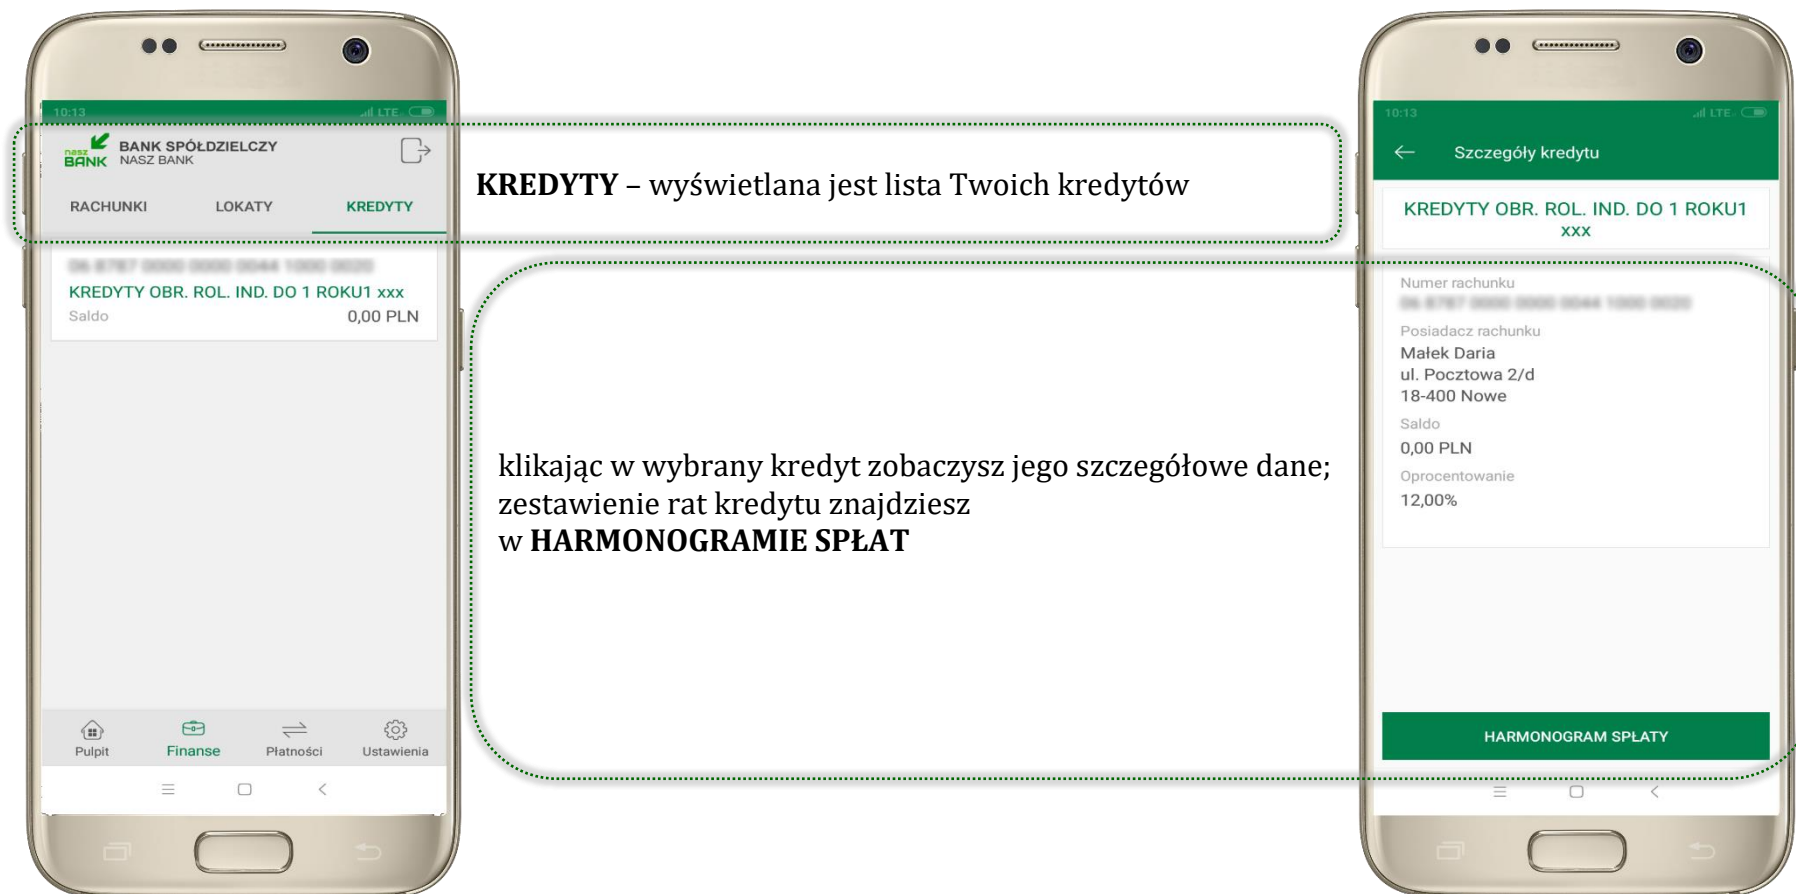 10:13
LTE
nasz
BANK
BANK SPÓŁDZIELCZY
NASZ BANK
RACHUNKI
LOKATY
KREDYTY
KREDYTY OBR. ROL. IND. DO 1 ROKU1 xxx
Saldo
0,00 PLN
Pulpit
Finanse
Płatności
Ustawienia
KREDYTY – wyświetlana jest lista Twoich kredytów
klikając w wybrany kredyt zobaczysz jego szczegółowe dane;
zestawienie rat kredytu znajdziesz
w HARMONOGRAMIE SPŁAT
10:13
LTE
Szczegóły kredytu
KREDYTY OBR. ROL. IND. DO 1 ROKU1
xxx
Numer rachunku
Posiadacz rachunku
Małek Daria
ul. Pocztowa 2/d
18-400 Nowe
Saldo
0,00 PLN
Oprocentowanie
12,00%
HARMONOGRAM SPŁATY